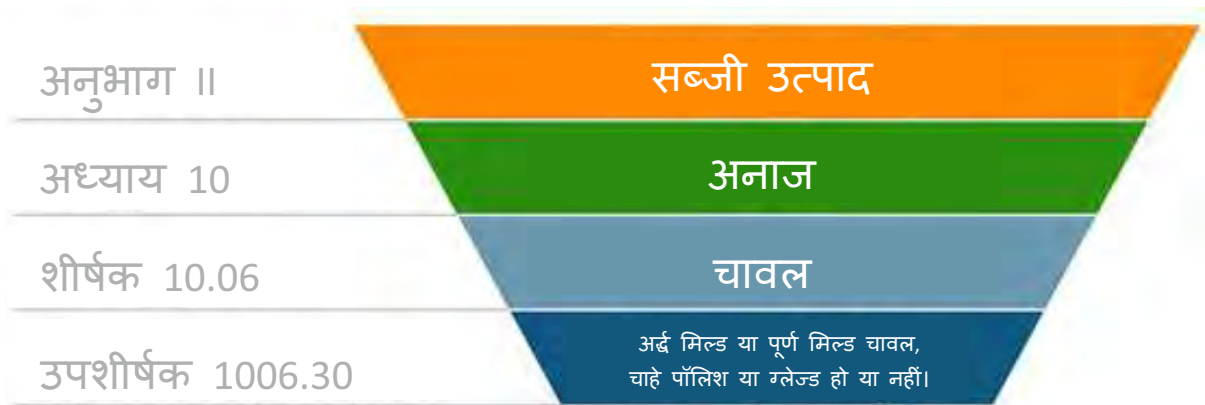 अनुभाग II
सब्जी उत्पाद
अध्याय 10
अनाज
शीर्षक 10.06
चावल
उपशीर्षक 1006.30
अर्द्ध मिल्ड या पूर्ण मिल्ड चावल,
चाहे पॉलिश या ग्लेज्ड हो या नहीं।